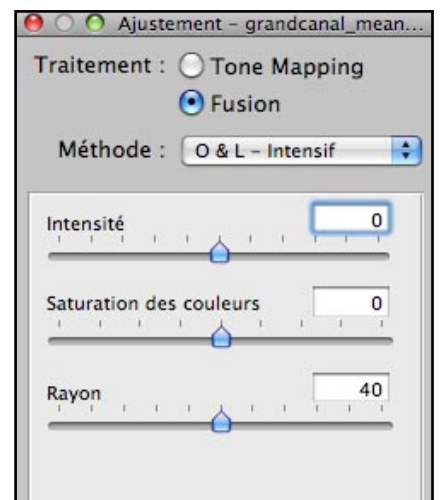 Ajustement – grandcanal_mean...
Traitement : Tone Mapping
Fusion
Méthode : O & L – Intensif
Intensité 0
Saturation des couleurs 0
Rayon 40